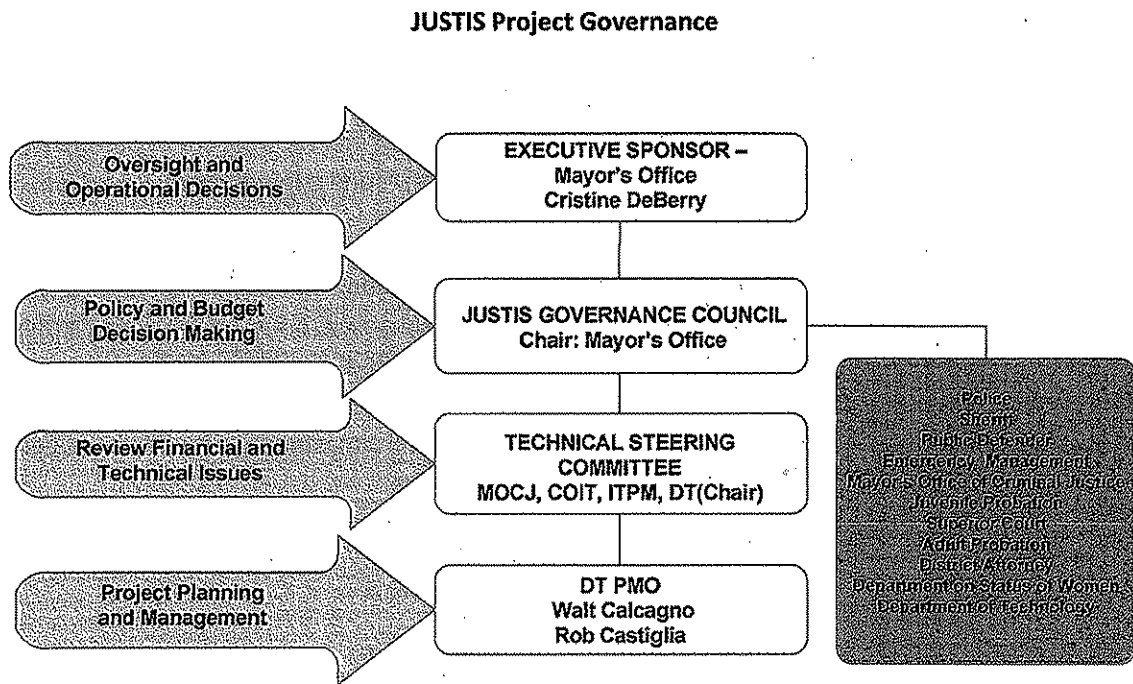 JUSTIS Project Governance
Oversight and
Operational Decisions
EXECUTIVE SPONSOR –
Mayor's Office
Cristine DeBerry
Policy and Budget
Decision Making
JUSTIS GOVERNANCE COUNCIL
Chair: Mayor's Office
Review Financial and
Technical Issues
TECHNICAL STEERING
COMMITTEE
MOCJ, COIT, ITPM, DT(Chair)
Project Planning
and Management
DT PMO
Walt Calcagno
Rob Castiglia
Police
Sheriff
Public Defender
Emergency Management
Mayor's Office of Criminal Justice
Juvenile Probation
Superior Court
Adult Probation
District Attorney
Department on Status of Women
Department of Technology